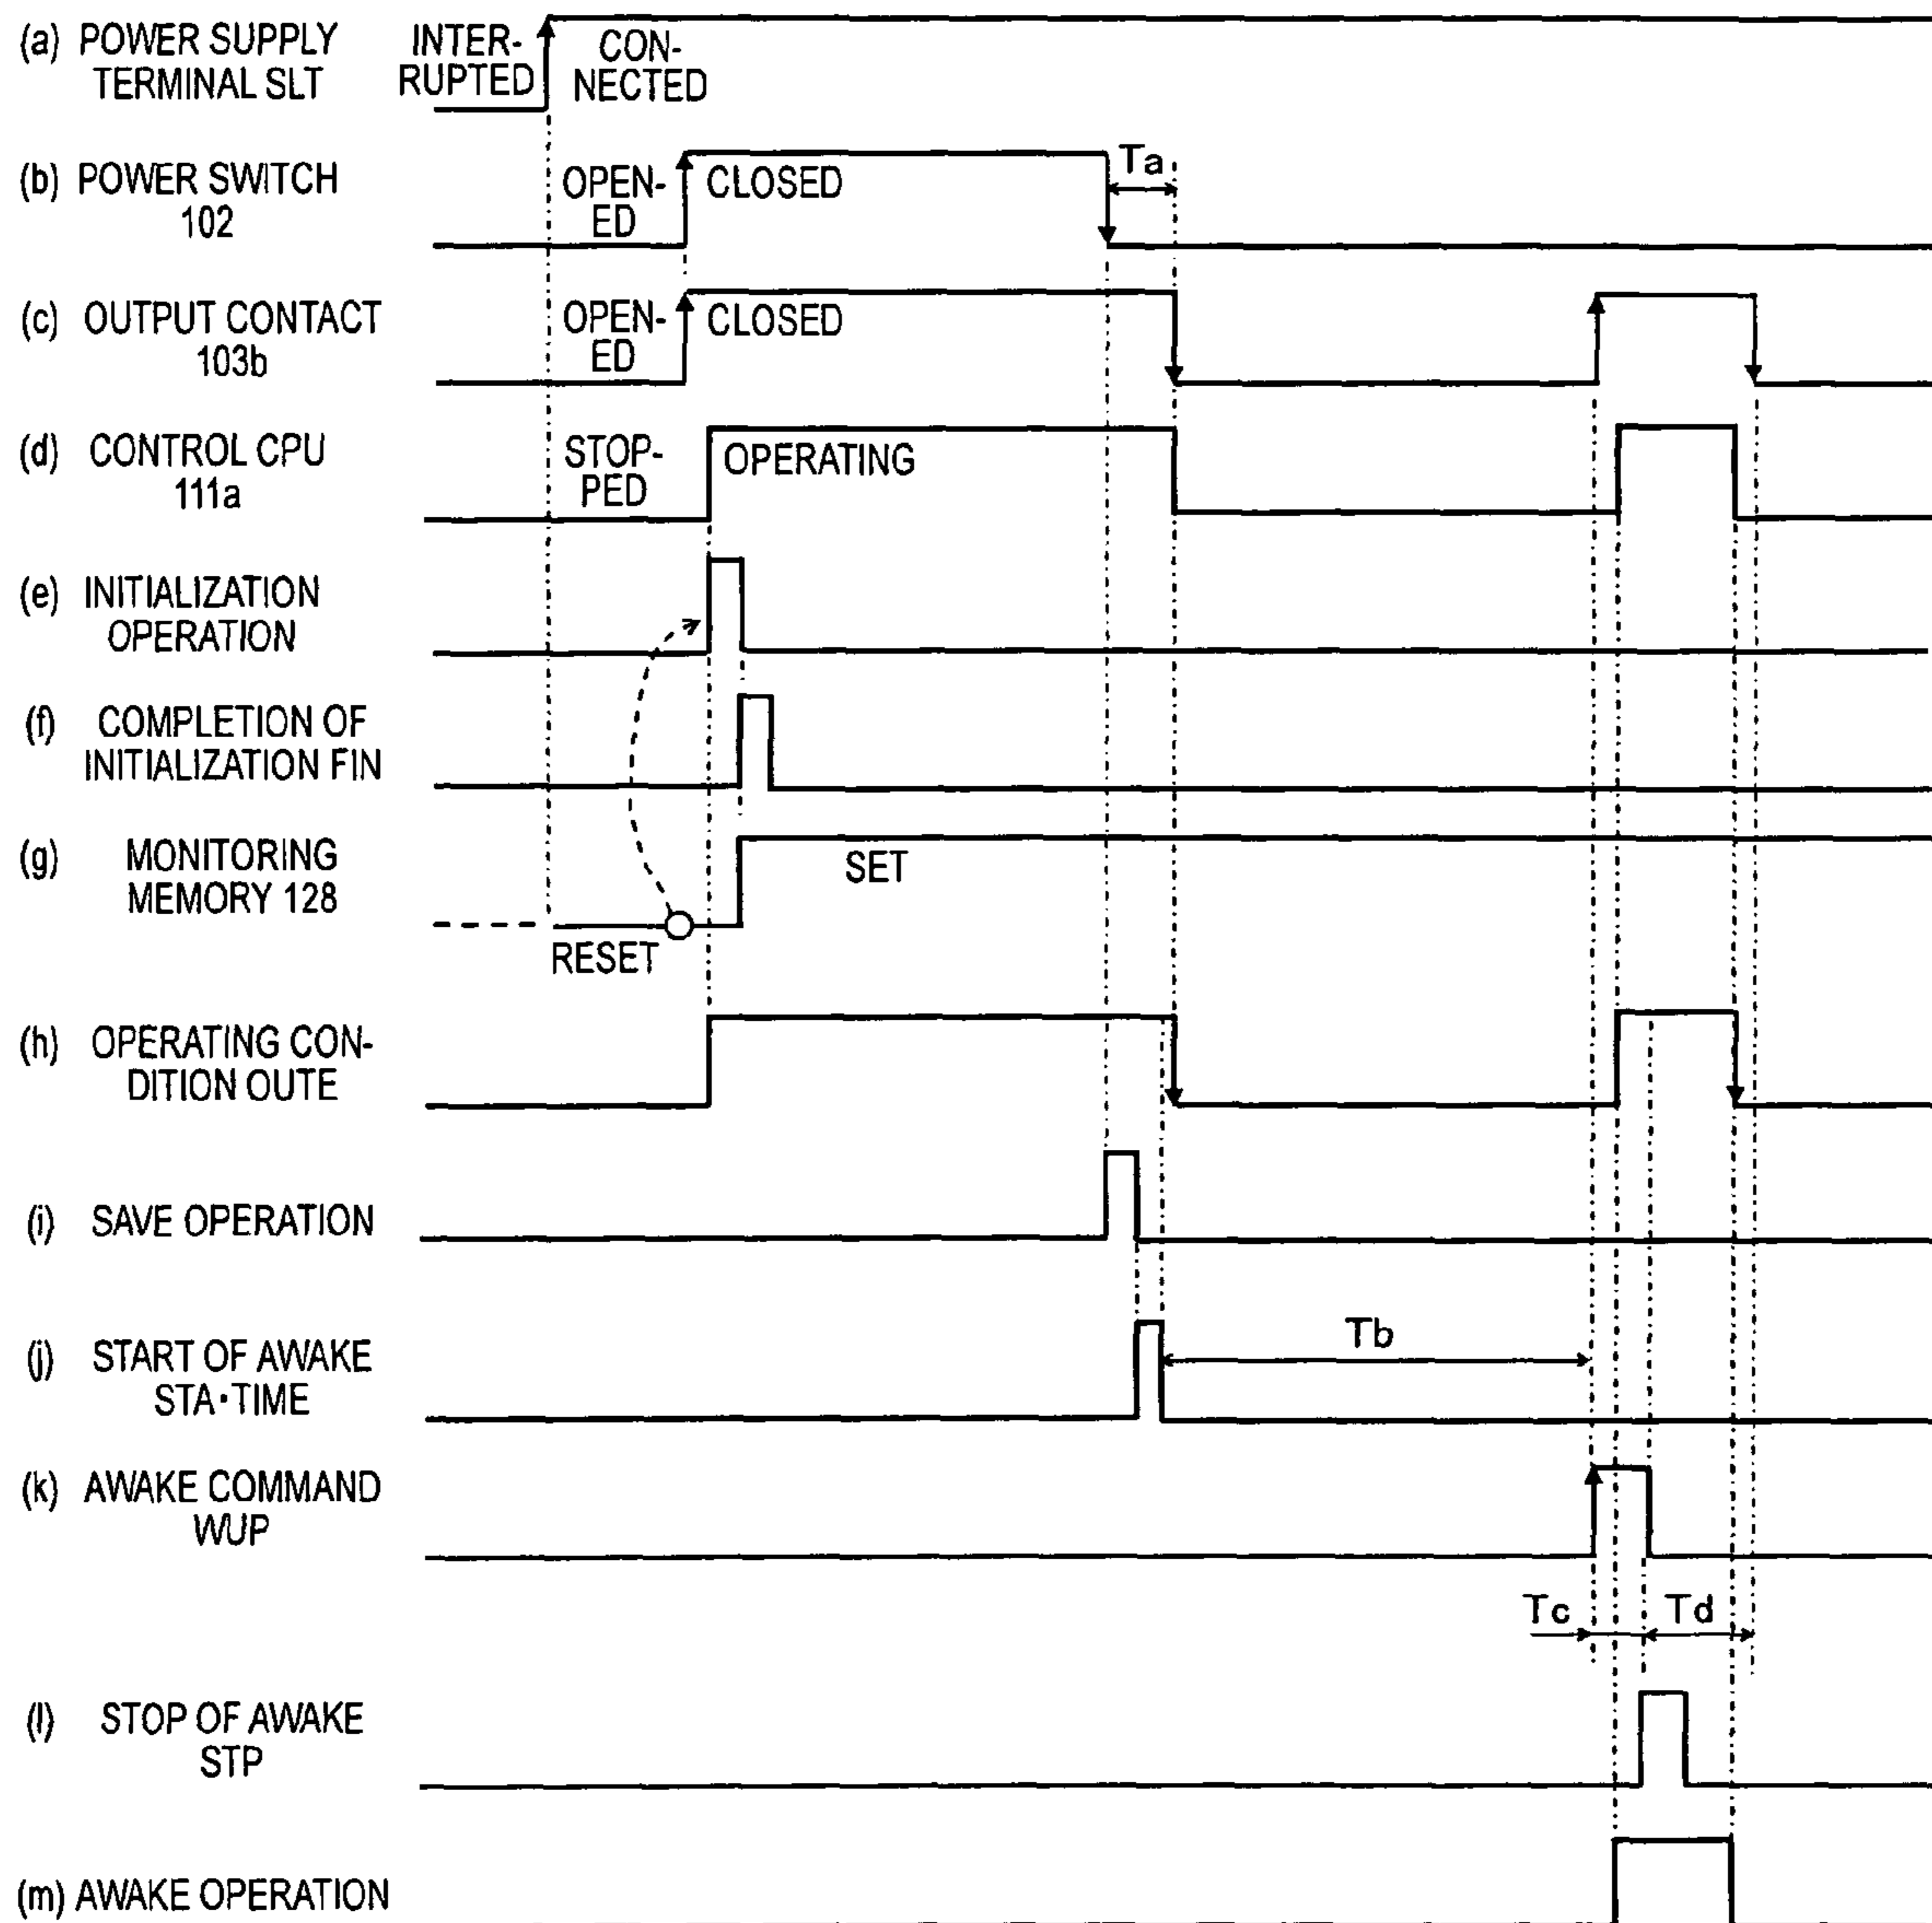 (a) POWER SUPPLY
TERMINAL SLT
INTER-
RUPTED
CON-
NECTED
(b) POWER SWITCH
102
OPEN-
ED
CLOSED
Ta
(c) OUTPUT CONTACT
103b
OPEN-
ED
CLOSED
(d) CONTROL CPU
111a
STOP-
PED
OPERATING
(e) INITIALIZATION
OPERATION
(f) COMPLETION OF
INITIALIZATION FIN
(g) MONITORING
MEMORY 128
SET
RESET
(h) OPERATING CON-
DITION OUTE
(i) SAVE OPERATION
(j) START OF AWAKE
STA·TIME
Tb
(k) AWAKE COMMAND
WUP
Tc
Td
(l) STOP OF AWAKE
STP
(m) AWAKE OPERATION